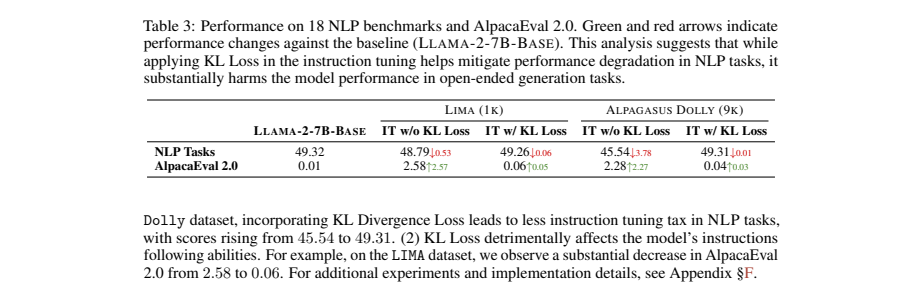 Table 3: Performance on 18 NLP benchmarks and AlpacaEval 2.0. Green and red arrows indicate
performance changes against the baseline (LLAMA-2-7B-BASE). This analysis suggests that while
applying KL Loss in the instruction tuning helps mitigate performance degradation in NLP tasks, it
substantially harms the model performance in open-ended generation tasks.
LIMA (1K) ALPAGASUS DOLLY (9K)
LLAMA-2-7B-BASE IT w/o KL Loss IT w/ KL Loss IT w/o KL Loss IT w/ KL Loss
NLP Tasks 49.32 48.79↓0.53 49.26↓0.06 45.54↓3.78 49.31↓0.01
AlpacaEval 2.0 0.01 2.58↑2.57 0.06↑0.05 2.28↑2.27 0.04↑0.03
Dolly dataset, incorporating KL Divergence Loss leads to less instruction tuning tax in NLP tasks,
with scores rising from 45.54 to 49.31. (2) KL Loss detrimentally affects the model's instructions
following abilities. For example, on the LIMA dataset, we observe a substantial decrease in AlpacaEval
2.0 from 2.58 to 0.06. For additional experiments and implementation details, see Appendix §F.